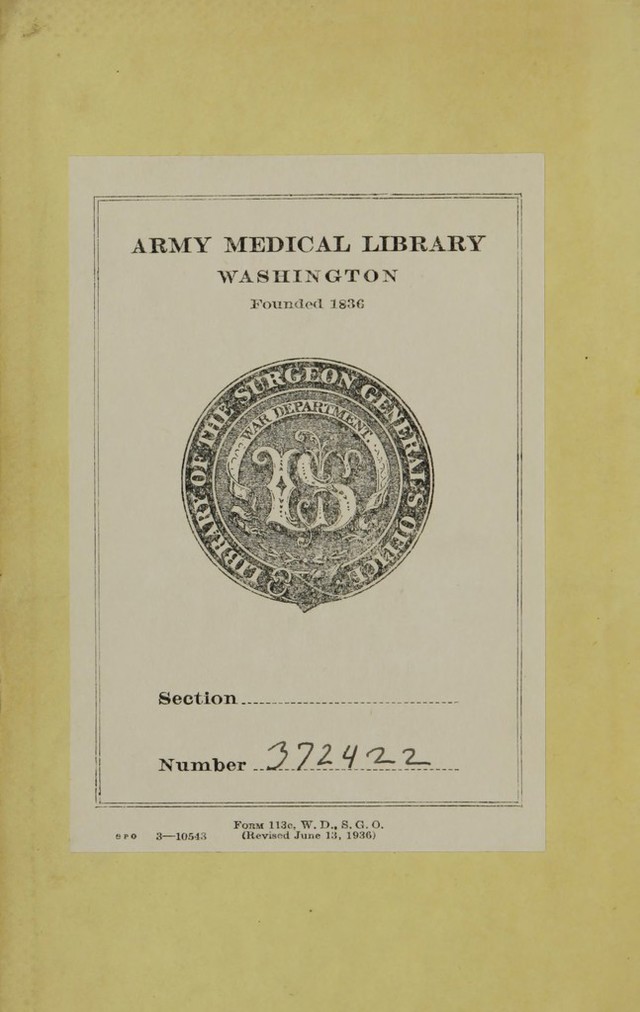 ARMY MEDICAL LIBRARY
WASHINGTON
Founded 1836
LIBRARY OF THE SURGEON GENERAL'S OFFICE
WAR DEPARTMENT.
US
Section
Number 372422
FORM 113c, W. D., S. G. O.
GPO 3—10543 (Revised June 13, 1936)